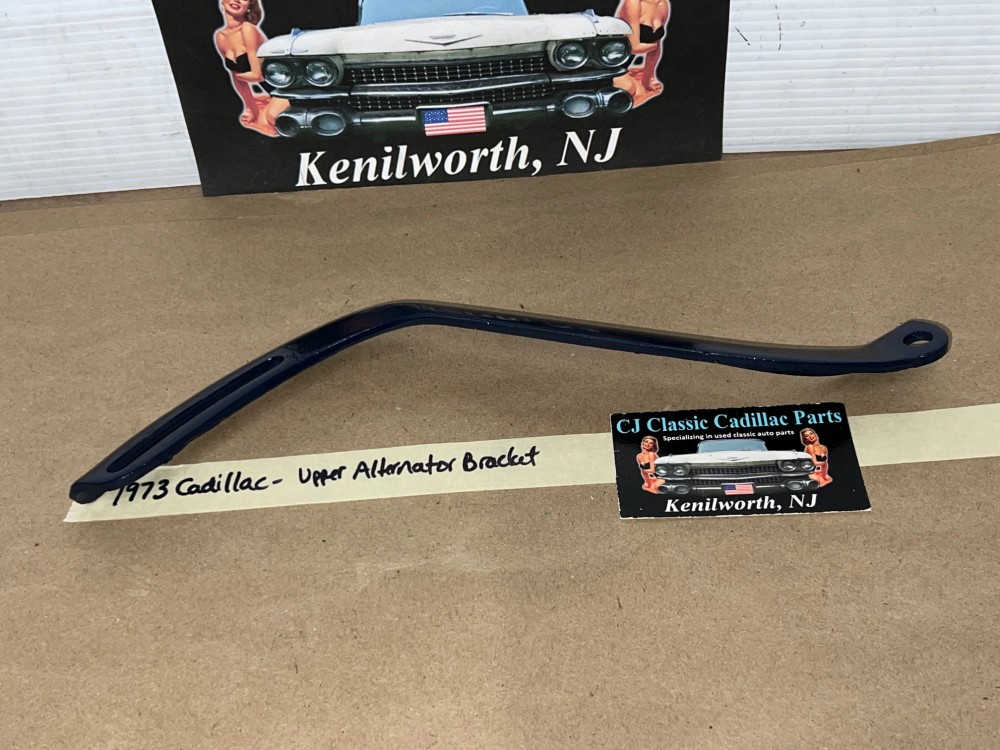 Kenilworth, NJ
1973 Cadillac- Upper Alternator Bracket
CJ Classic Cadillac Parts
Specializing in used classic auto parts
Kenilworth, NJ